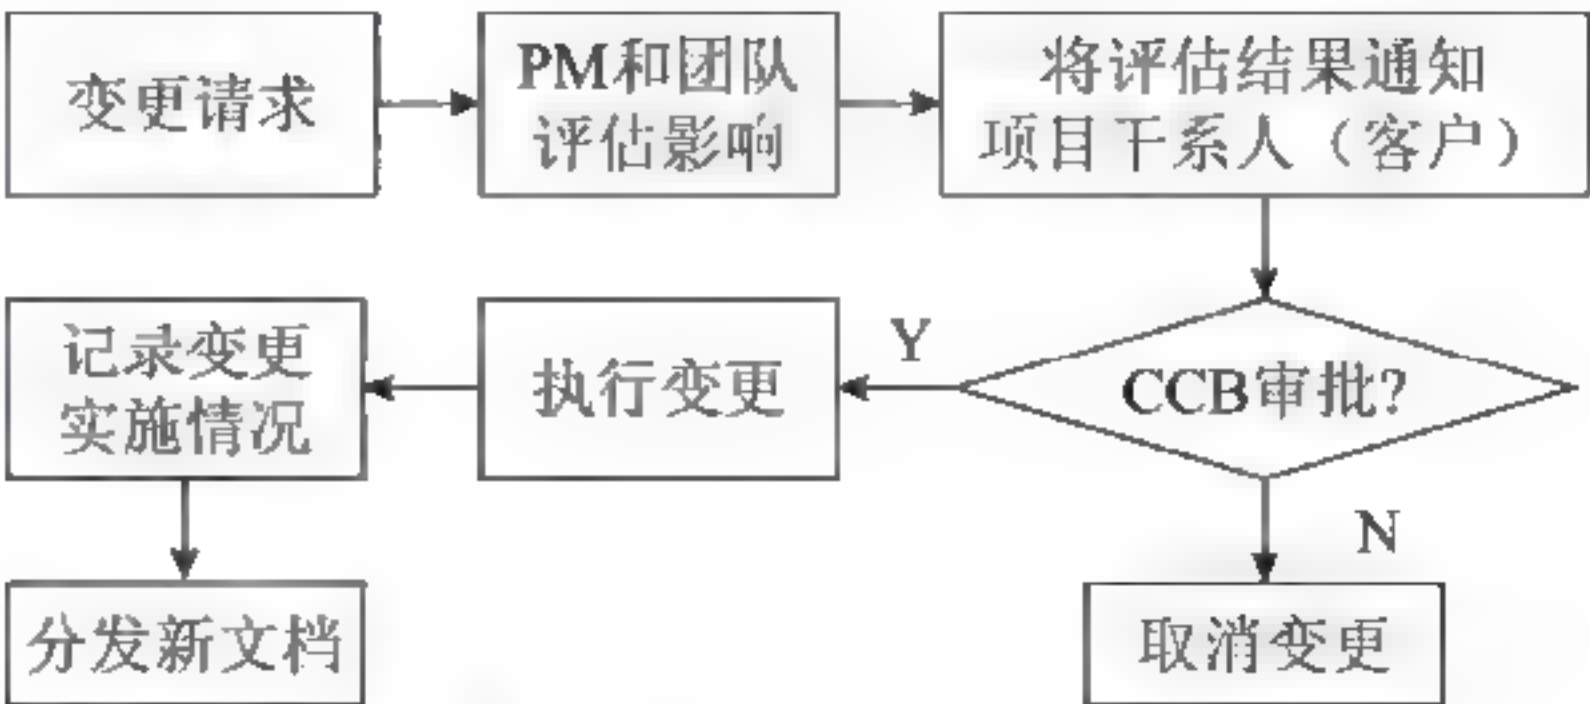 变更请求
PM和团队
评估影响
将评估结果通知
项目干系人（客户）
CCB审批?
Y
N
执行变更
记录变更
实施情况
分发新文档
取消变更